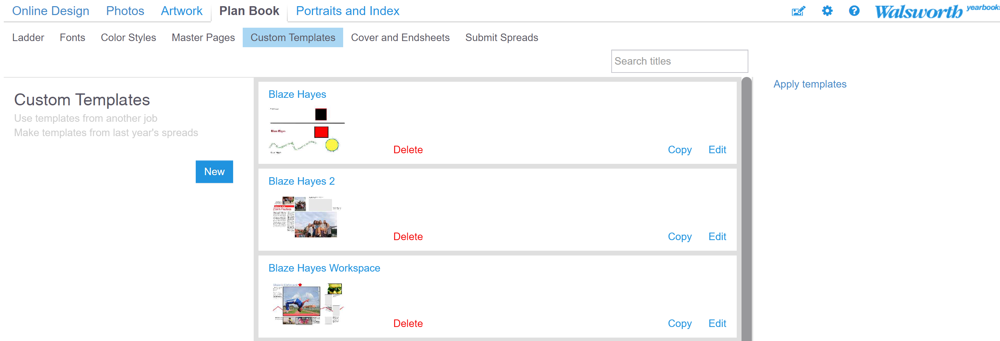 Online Design Photos Artwork Plan Book Portraits and Index Walsworth yearbooks
Ladder Fonts Color Styles Master Pages Custom Templates Cover and Endsheets Submit Spreads
Search titles
Apply templates
Custom Templates
Use templates from another job
Make templates from last year's spreads
New
Blaze Hayes
Blaze Hayes
Delete Copy Edit
Blaze Hayes 2
Zoom Fashion
Delete Copy Edit
Blaze Hayes Workspace
Blaze's Workspace
Delete Copy Edit